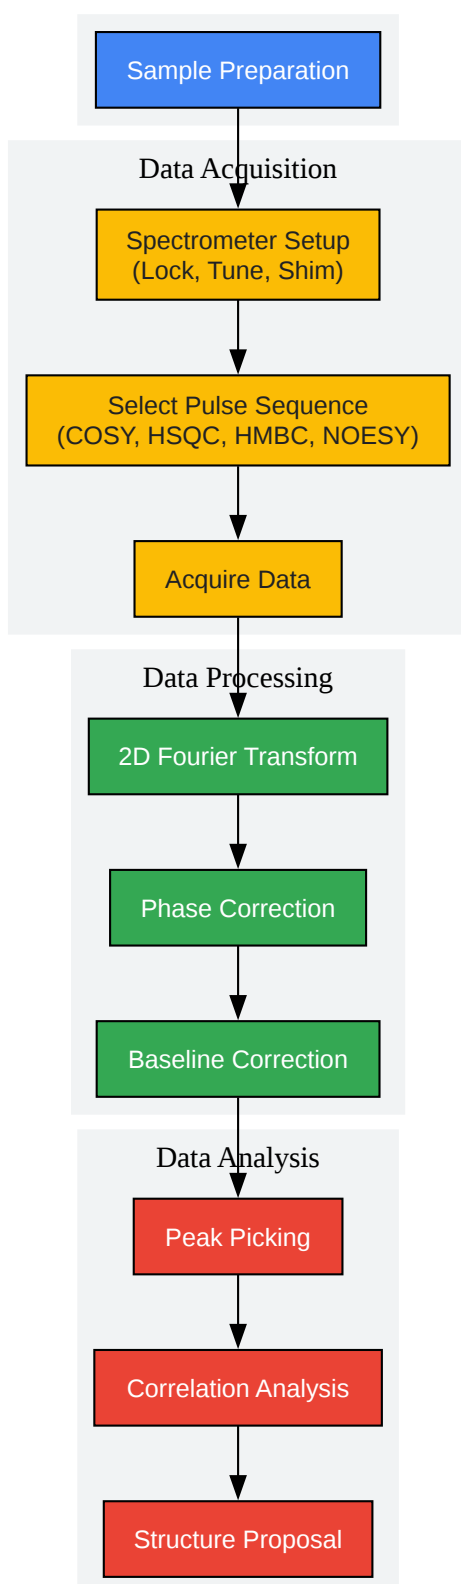 Sample Preparation
Data Acquisition
Spectrometer Setup
(Lock, Tune, Shim)
Select Pulse Sequence
(COSY, HSQC, HMBC, NOESY)
Acquire Data
Data Processing
2D Fourier Transform
Phase Correction
Baseline Correction
Data Analysis
Peak Picking
Correlation Analysis
Structure Proposal